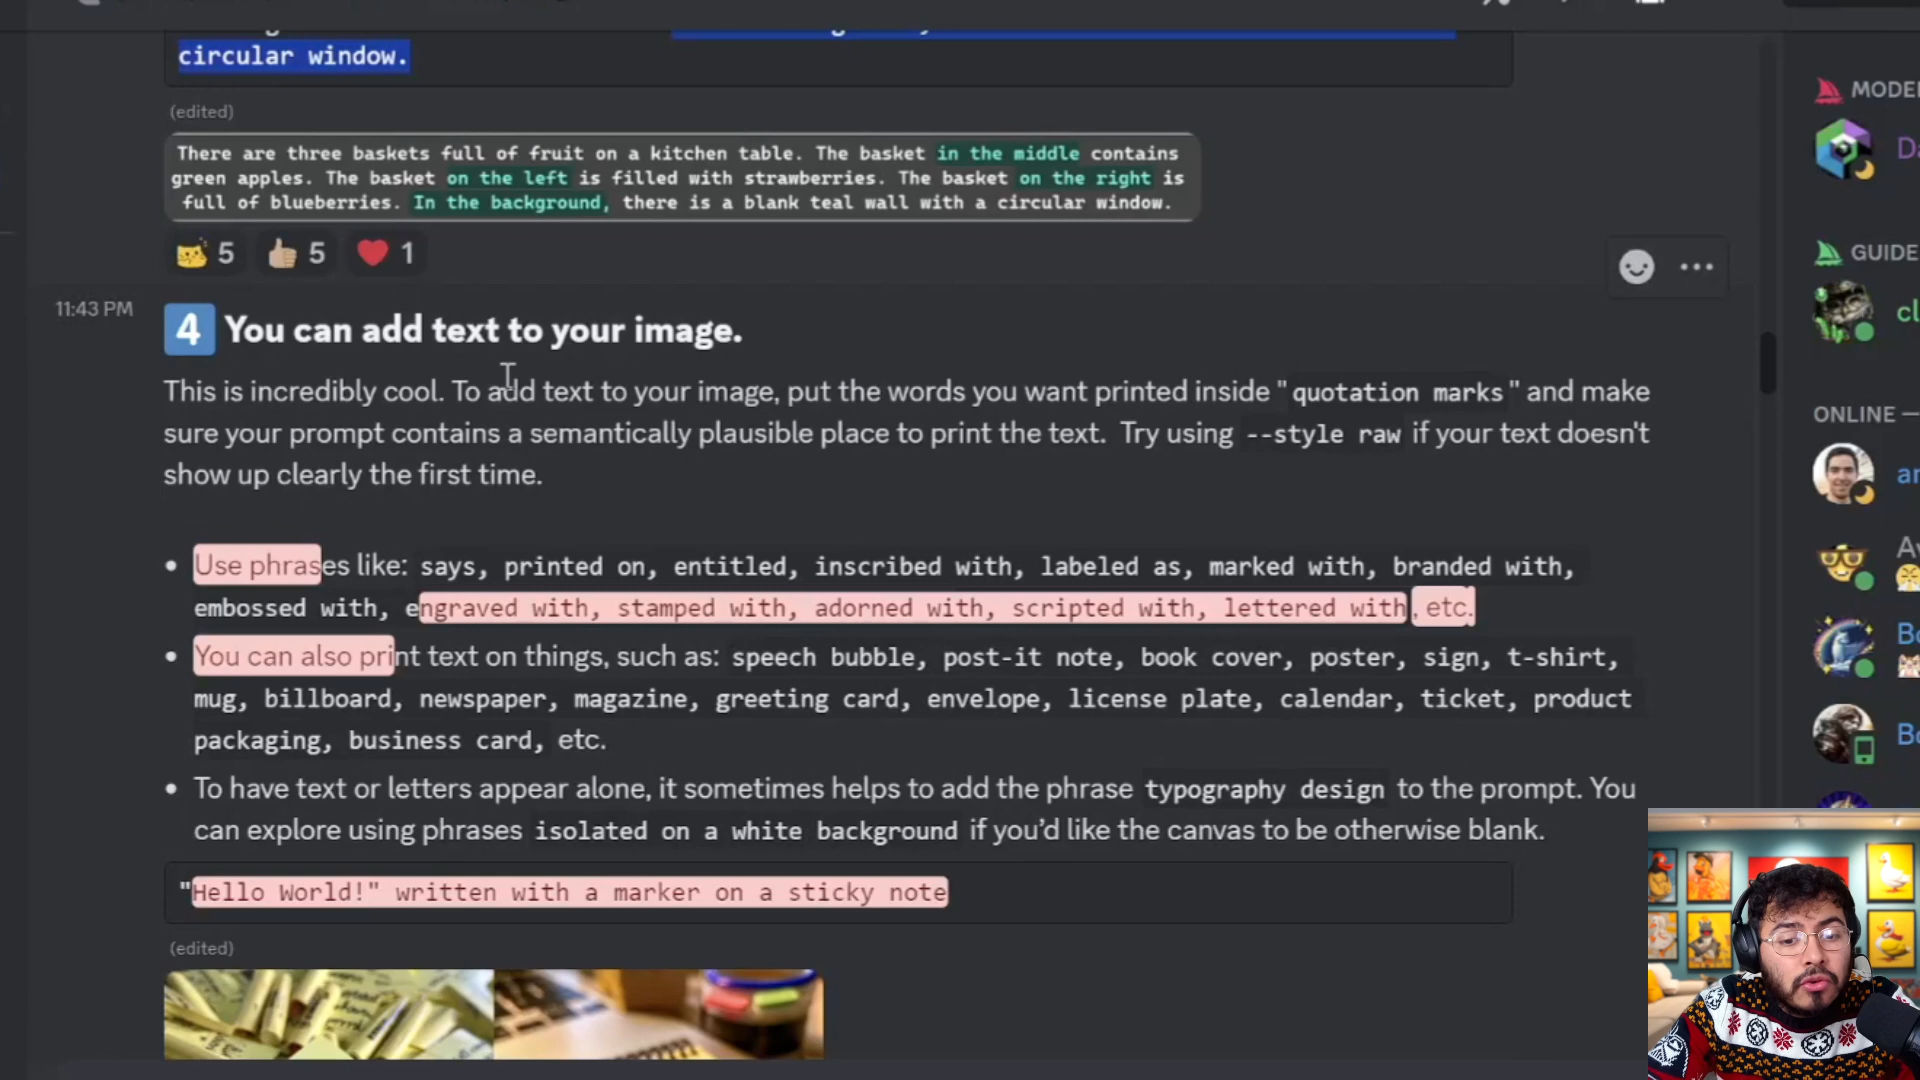 circular window.
(edited)
There are three baskets full of fruit on a kitchen table. The basket in the middle contains
green apples. The basket on the left is filled with strawberries. The basket on the right is
full of blueberries. In the background, there is a blank teal wall with a circular window.
5 5 1
11:43 PM
4 You can add text to your image.
This is incredibly cool. To add text to your image, put the words you want printed inside "quotation marks" and make
sure your prompt contains a semantically plausible place to print the text. Try using --style raw if your text doesn't
show up clearly the first time.
• Use phrases like: says, printed on, entitled, inscribed with, labeled as, marked with, branded with,
embossed with, engraved with, stamped with, adorned with, scripted with, lettered with, etc.
• You can also print text on things, such as: speech bubble, post-it note, book cover, poster, sign, t-shirt,
mug, billboard, newspaper, magazine, greeting card, envelope, license plate, calendar, ticket, product
packaging, business card, etc.
• To have text or letters appear alone, it sometimes helps to add the phrase typography design to the prompt. You
can explore using phrases isolated on a white background if you'd like the canvas to be otherwise blank.
"Hello World!" written with a marker on a sticky note
(edited)
MODE
GUIDE
cl
ONLINE —